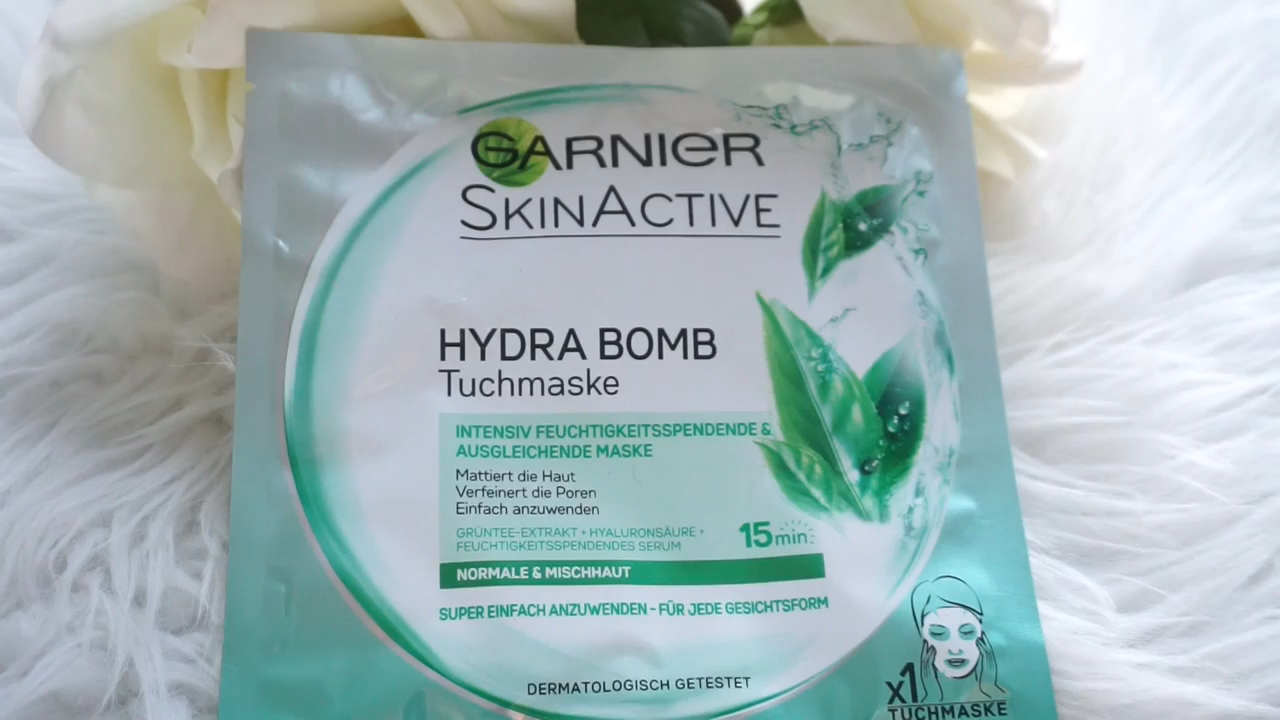 GARNIER
SKINACTIVE
HYDRA BOMB
Tuchmaske
INTENSIV FEUCHTIGKEITSSPENDENDE &
AUSGLEICHENDE MASKE
Mattiert die Haut
Verfeinert die Poren
Einfach anzuwenden
GRÜNTEE-EXTRAKT + HYALURONSÄURE +
FEUCHTIGKEITSSPENDENDES SERUM
15min.
NORMALE & MISCHHAUT
SUPER EINFACH ANZUWENDEN - FÜR JEDE GESICHTSFORM
DERMATOLOGISCH GETESTET
x1
TUCHMASKE